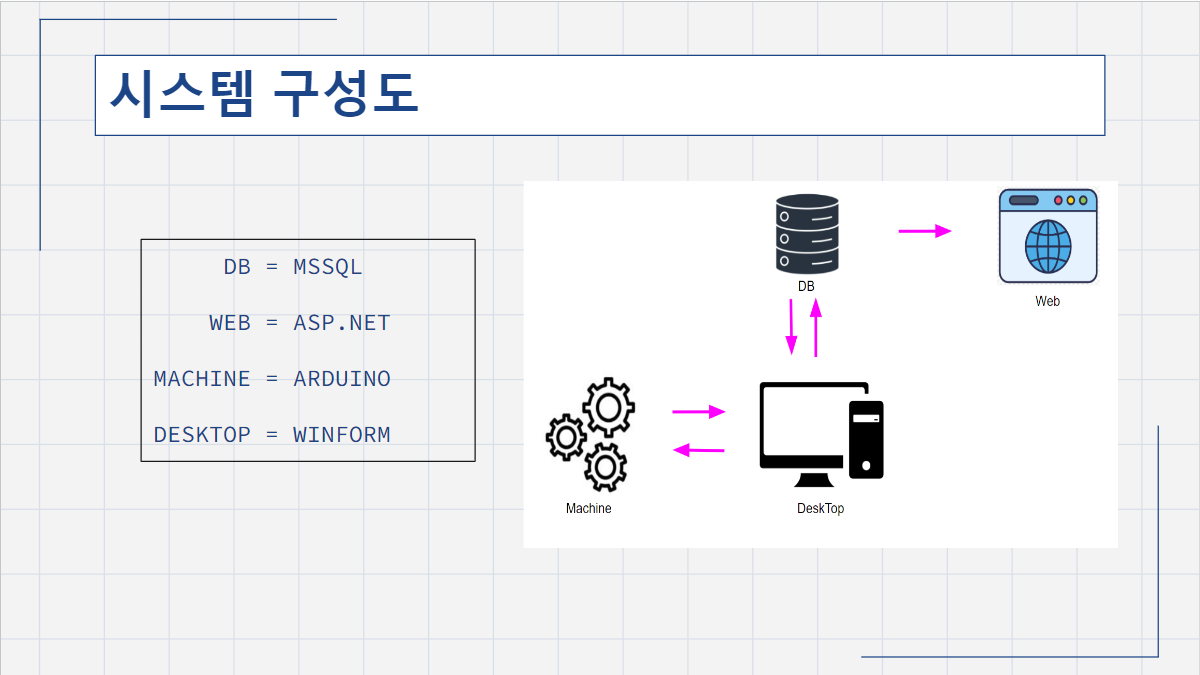 시스템 구성도
DB = MSSQL
WEB = ASP.NET
MACHINE = ARDUINO
DESKTOP = WINFORM
DB
Web
Machine
DeskTop